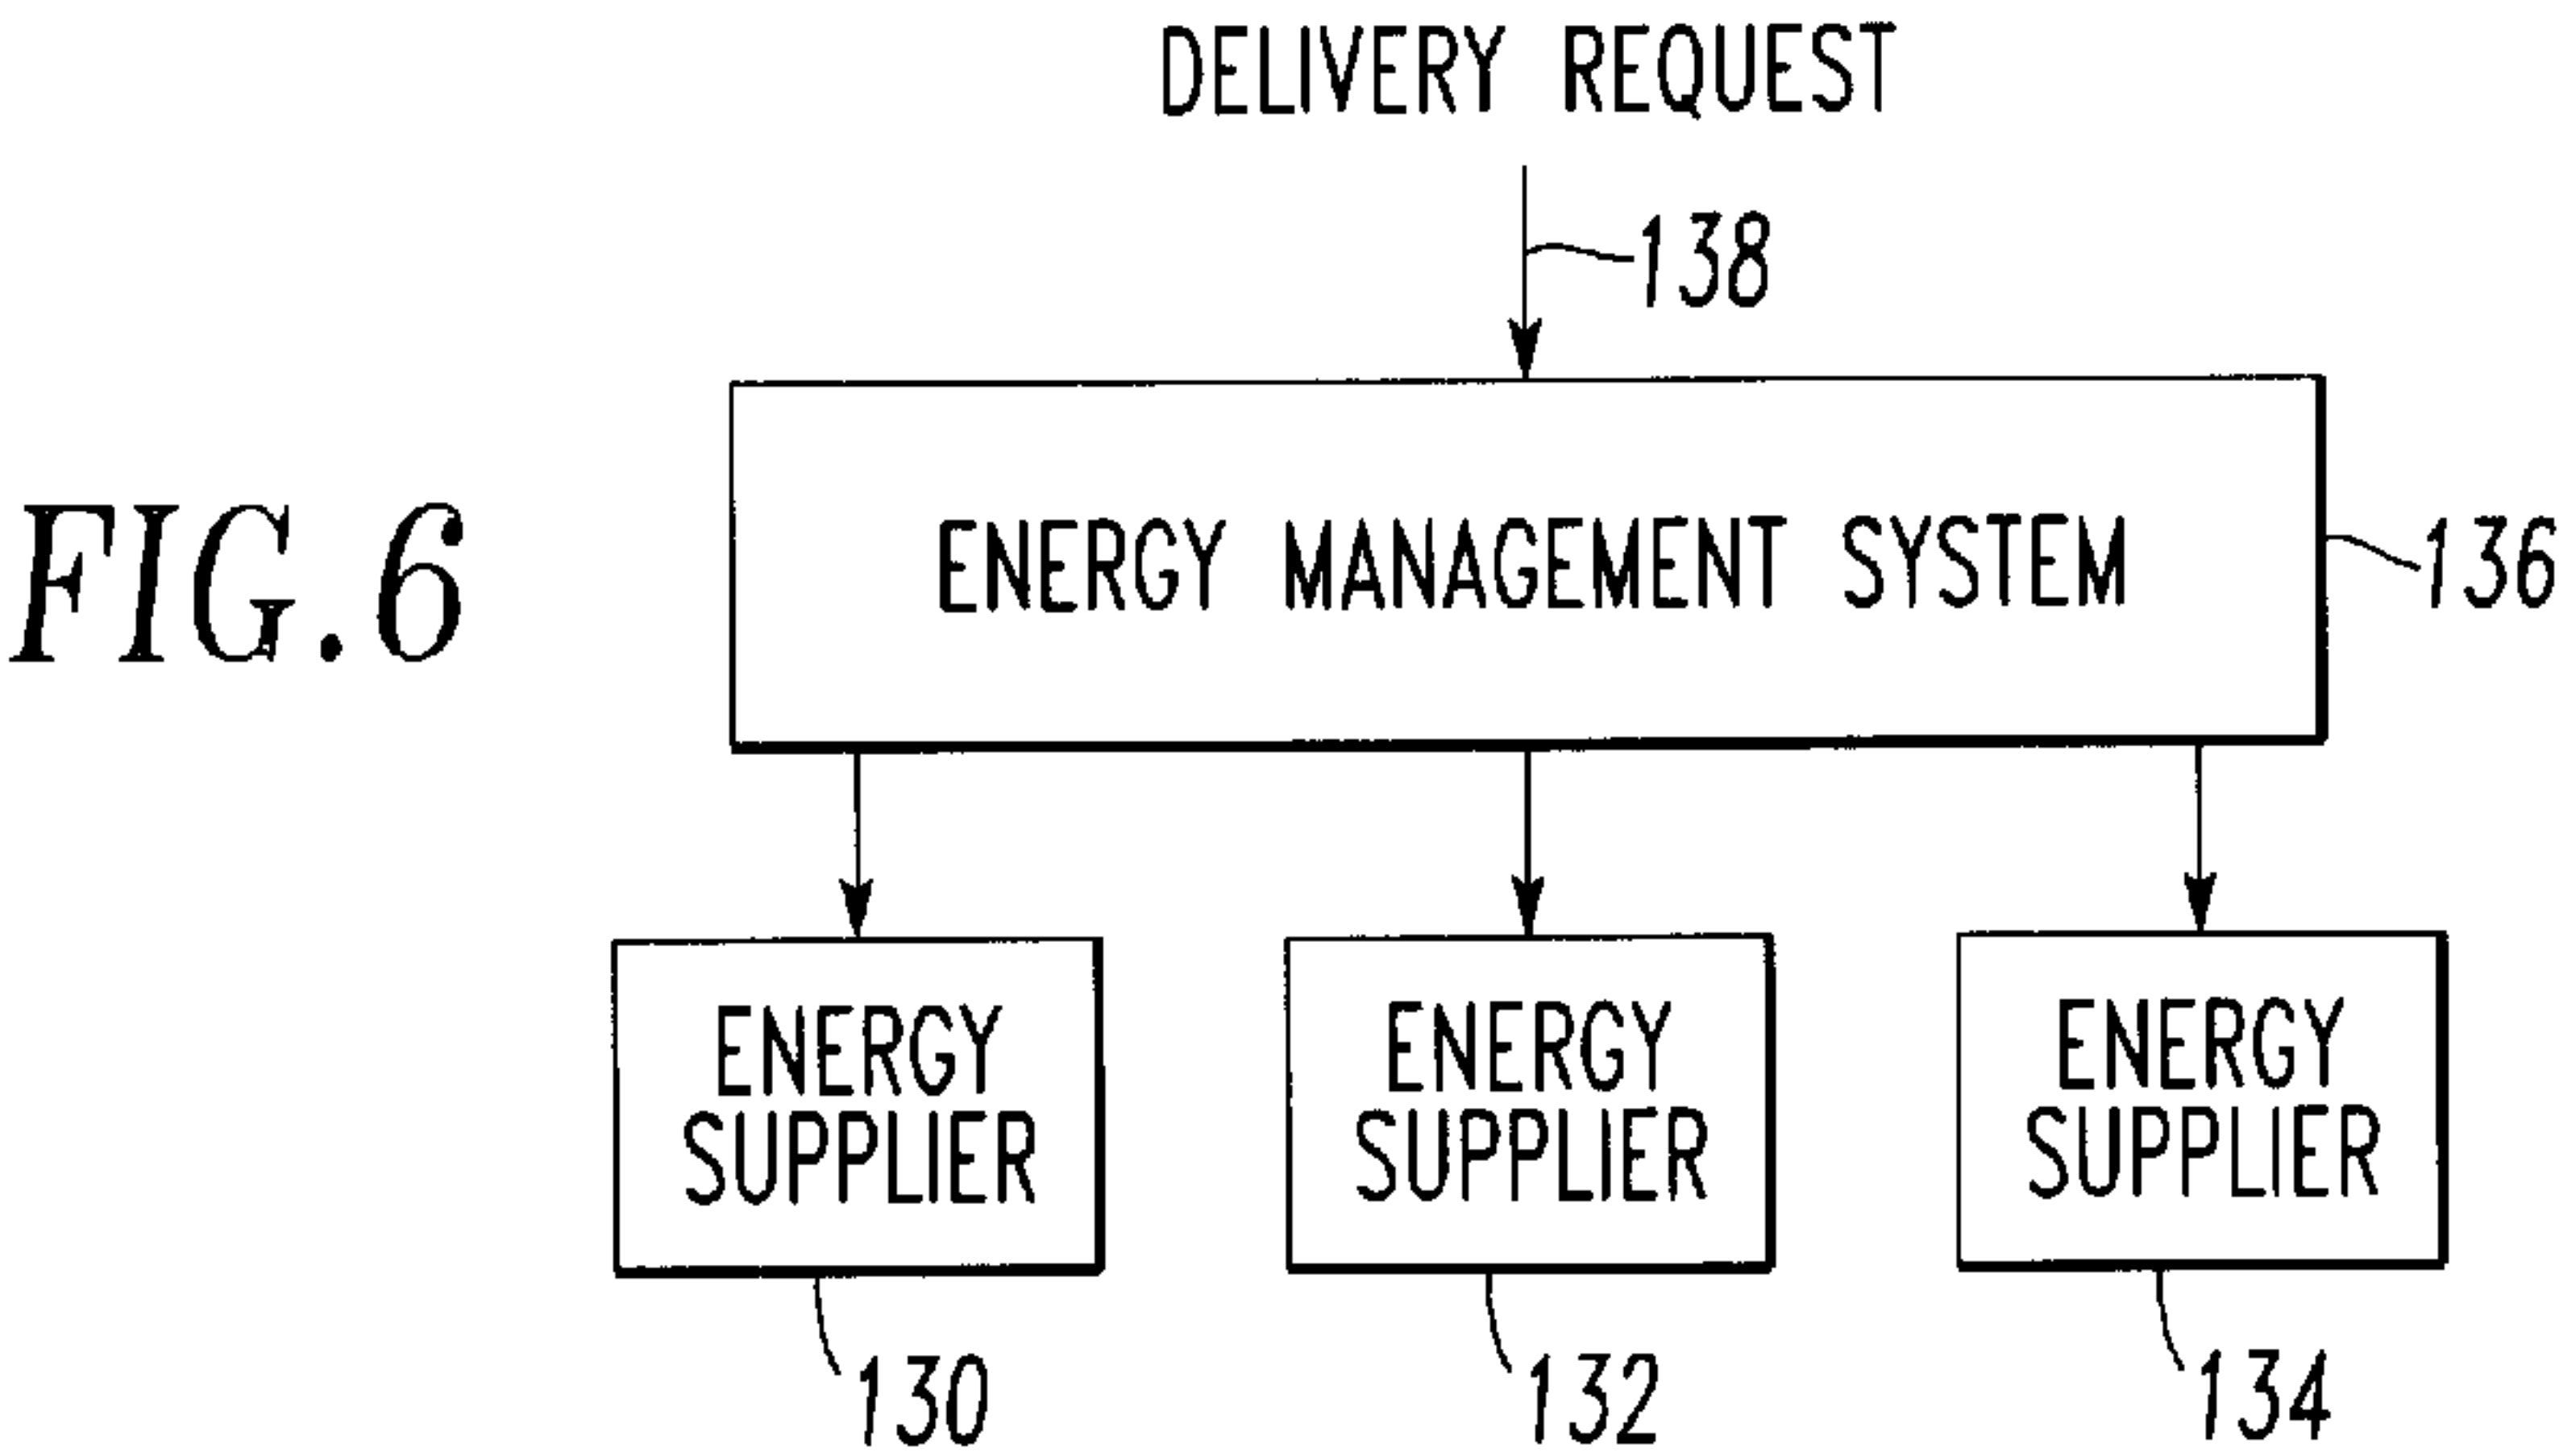 DELIVERY REQUEST
138
FIG.6
ENERGY MANAGEMENT SYSTEM
136
ENERGY
SUPPLIER
ENERGY
SUPPLIER
ENERGY
SUPPLIER
130
132
134